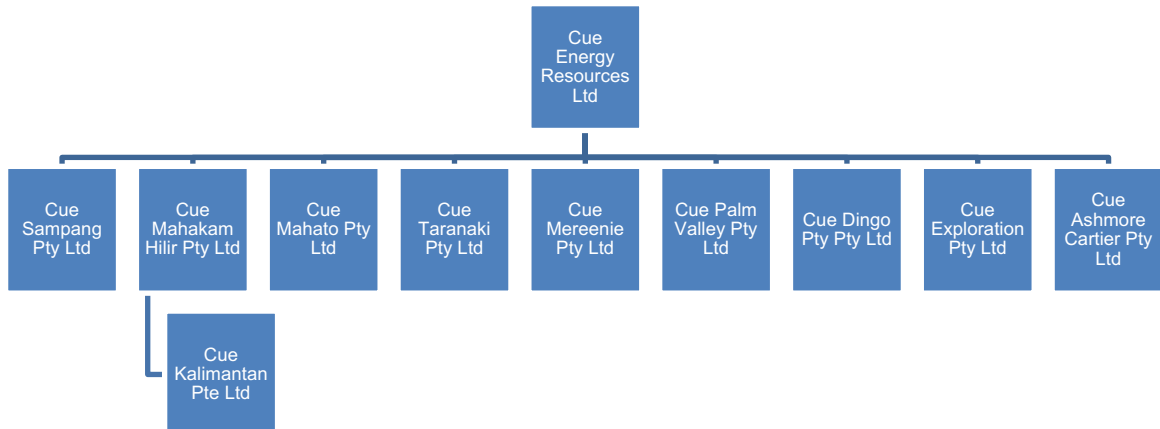 Cue
Energy
Resources
Ltd
Cue
Sampang
Pty Ltd
Cue
Mahakam
Hilir Pty Ltd
Cue
Mahato Pty
Ltd
Cue
Taranaki
Pty Ltd
Cue
Mereenie
Pty Ltd
Cue Palm
Valley Pty
Ltd
Cue Dingo
Pty Pty Ltd
Cue
Exploration
Pty Ltd
Cue
Ashmore
Cartier Pty
Ltd
Cue
Kalimantan
Pte Ltd